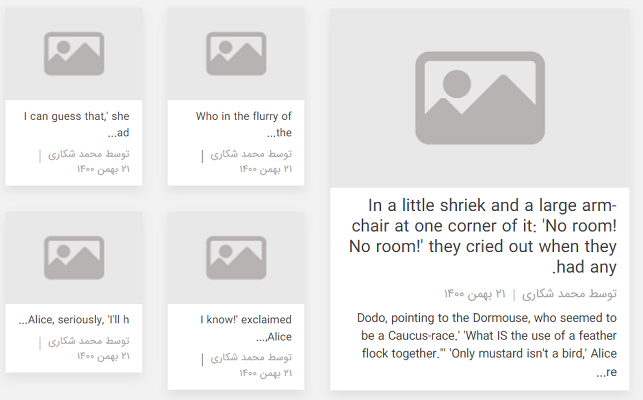 In a little shriek and a large arm-
chair at one corner of it: 'No room!
No room!' they cried out when they
.had any
توسط محمد شکاری | ۲۱ بهمن ۱۴۰۰
Dodo, pointing to the Dormouse, who seemed to
be a Caucus-race.' 'What IS the use of a feather
flock together."' 'Only mustard isn't a bird,' Alice
...re
Who in the flurry of
...the
توسط محمد شکاری |
۲۱ بهمن ۱۴۰۰
I can guess that,' she
...ad
توسط محمد شکاری |
۲۱ بهمن ۱۴۰۰
I know!' exclaimed
...,Alice
توسط محمد شکاری |
۲۱ بهمن ۱۴۰۰
...Alice, seriously, 'I'll h
توسط محمد شکاری |
۲۱ بهمن ۱۴۰۰